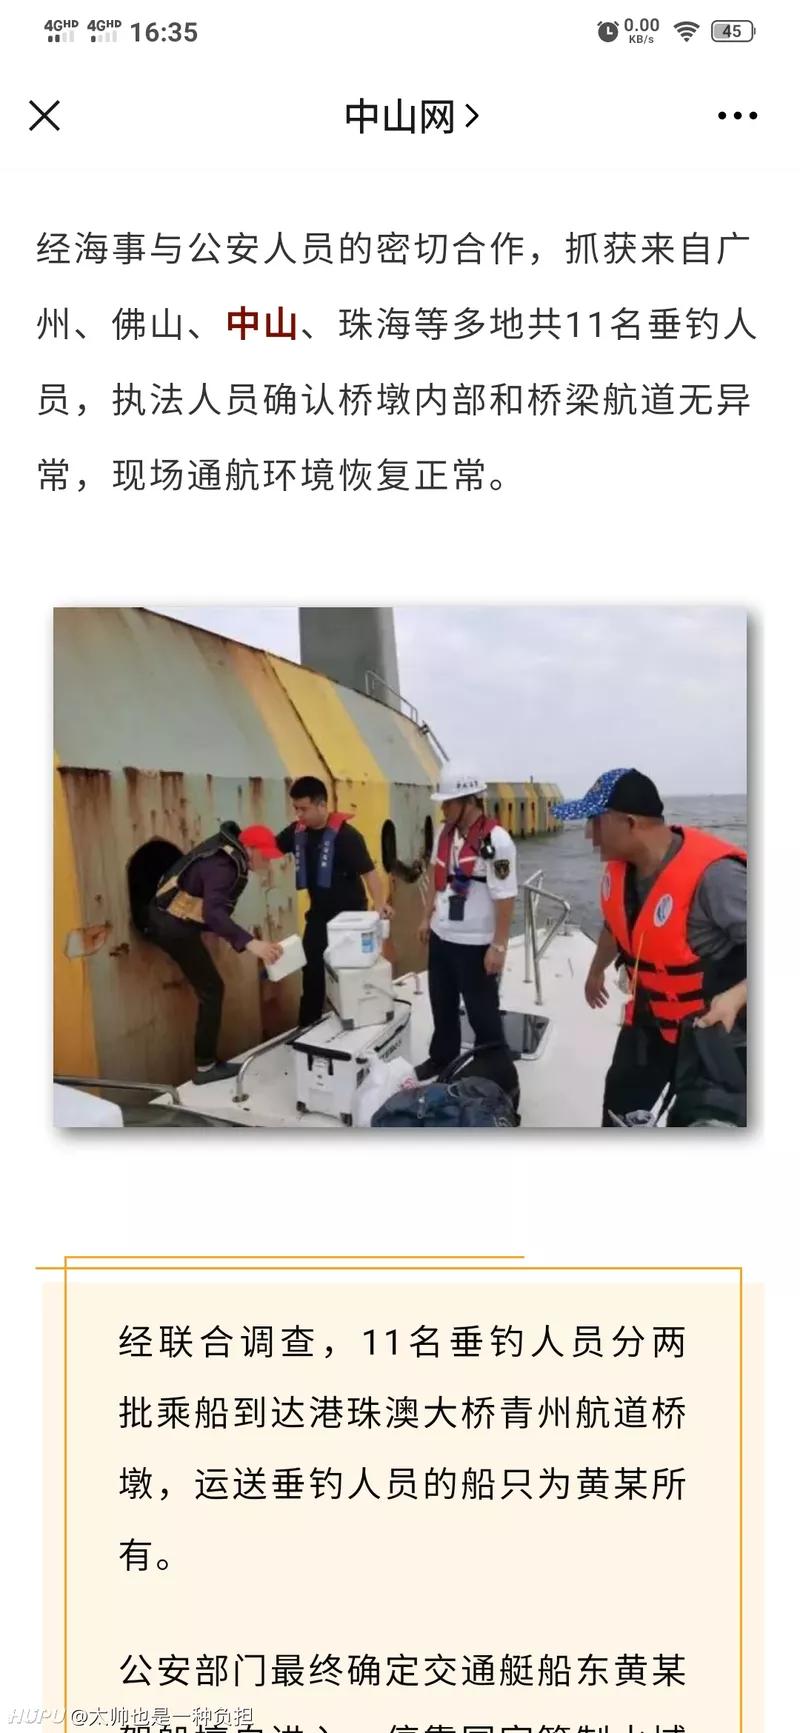 4GHD 4GHD 16:35 0.00 KB/s 45
中山网
经海事与公安人员的密切合作，抓获来自广
州、佛山、中山、珠海等多地共11名垂钓人
员，执法人员确认桥墩内部和桥梁航道无异
常，现场通航环境恢复正常。
经联合调查，11名垂钓人员分两
批乘船到达港珠澳大桥青州航道桥
墩，运送垂钓人员的船只为黄某所
有。
公安部门最终确定交通艇船东黄某
HUPU @太帅也是一种负担